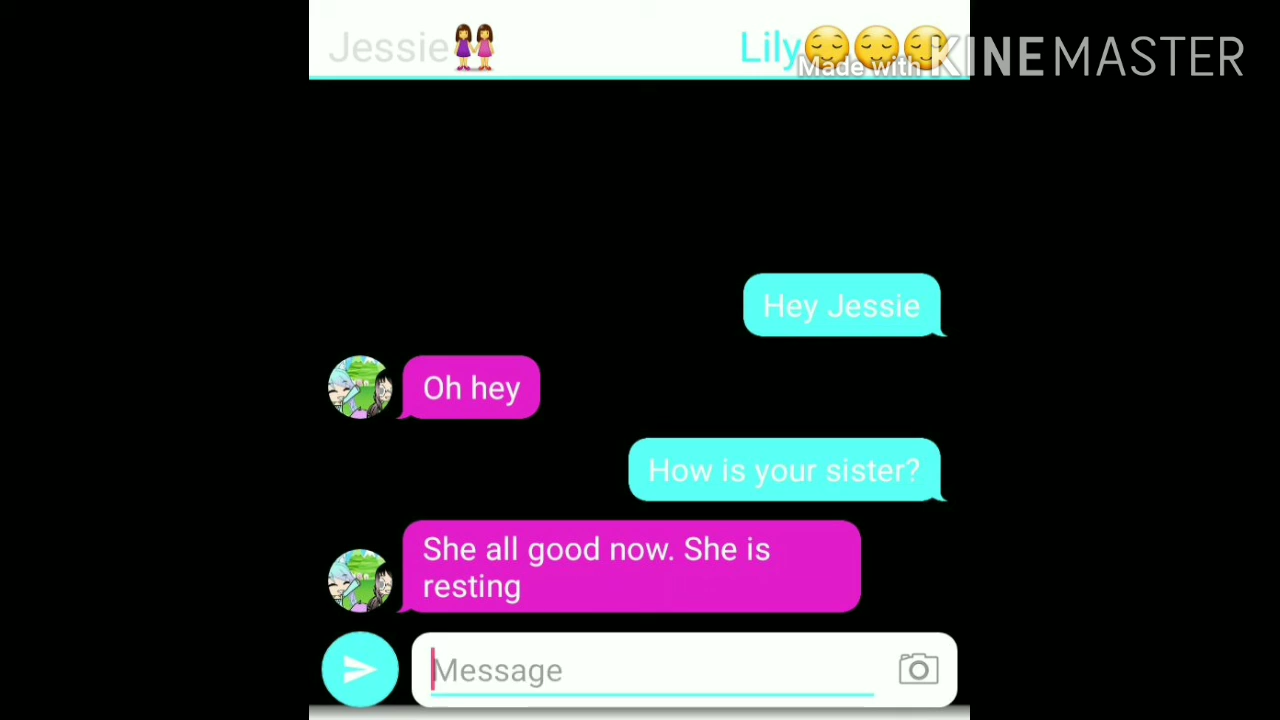 Jessie👭 Lily😌😌😌
Made with KINEMASTER
Hey Jessie
Oh hey
How is your sister?
She all good now. She is
resting
Message